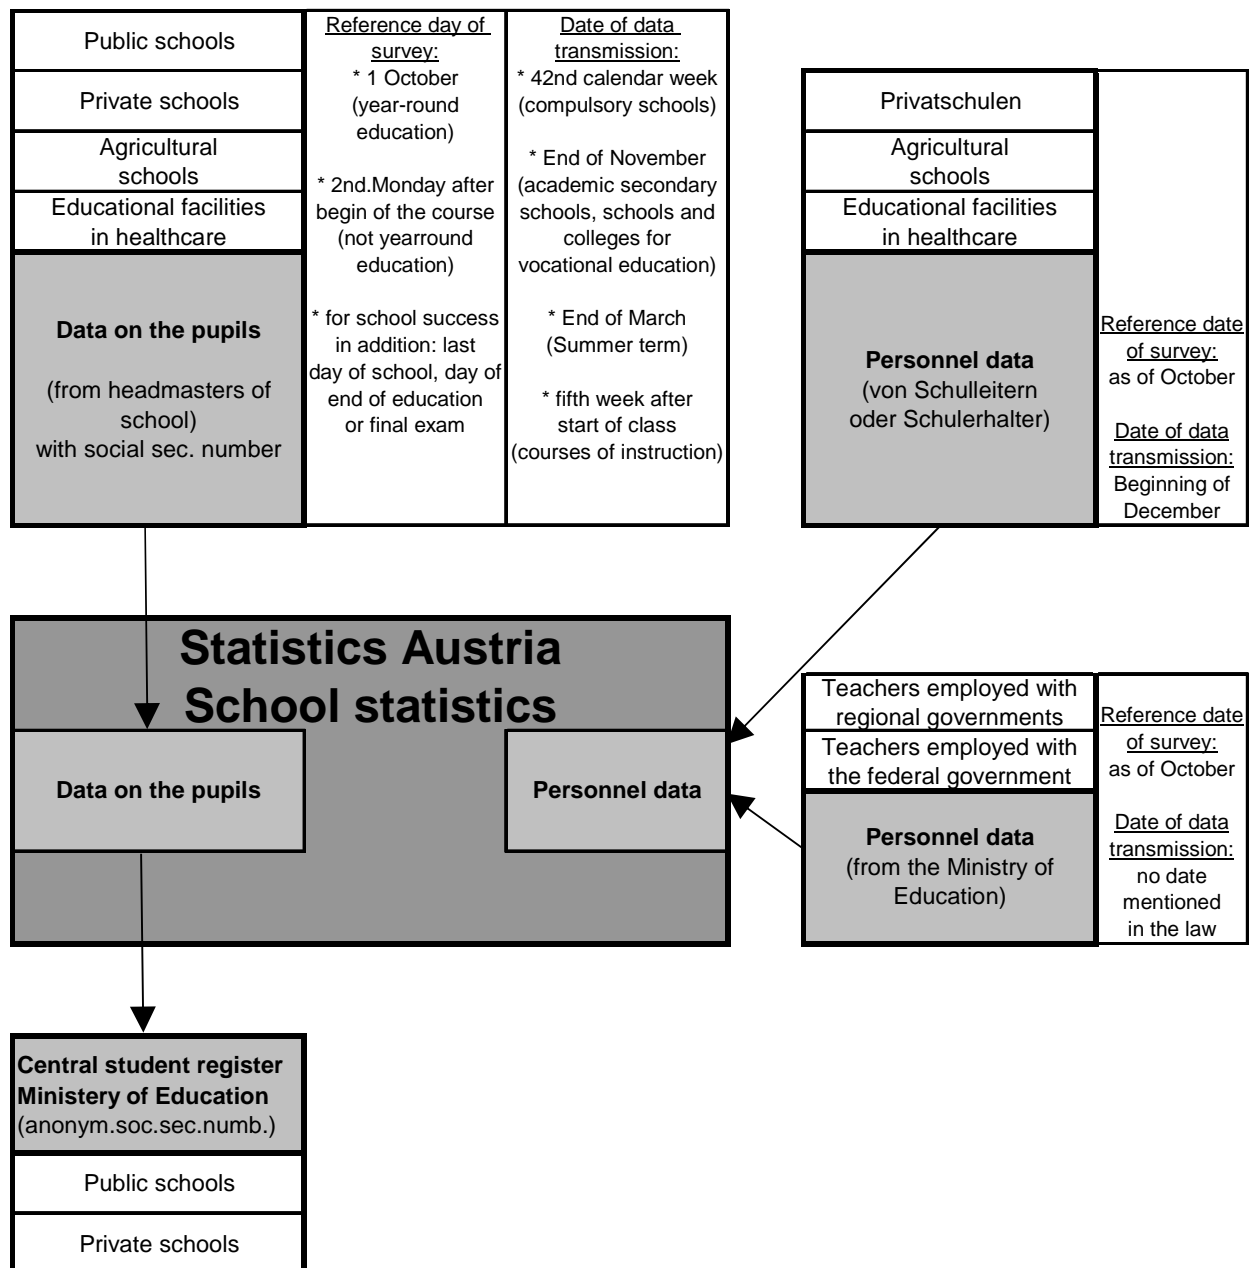 Public schools
Private schools
Agricultural
schools
Educational facilities
in healthcare
Data on the pupils
(from headmasters of
school)
with social sec. number
Reference day of
survey:
* 1 October
(year-round
education)
* 2nd.Monday after
begin of the course
(not yearround
education)
* for school success
in addition: last
day of school, day of
end of education
or final exam
Date of data
transmission:
* 42nd calendar week
(compulsory schools)
* End of November
(academic secondary
schools, schools and
colleges for
vocational education)
* End of March
(Summer term)
* fifth week after
start of class
(courses of instruction)
Privatschulen
Agricultural
schools
Educational facilities
in healthcare
Personnel data
(von Schulleitern
oder Schulerhalter)
Reference date
of survey:
as of October
Date of data
transmission:
Beginning of
December
Statistics Austria
School statistics
Data on the pupils
Personnel data
Teachers employed with
regional governments
Teachers employed with
the federal government
Personnel data
(from the Ministry of
Education)
Reference date
of survey:
as of October
Date of data
transmission:
no date
mentioned
in the law
Central student register
Ministery of Education
(anonym.soc.sec.numb.)
Public schools
Private schools